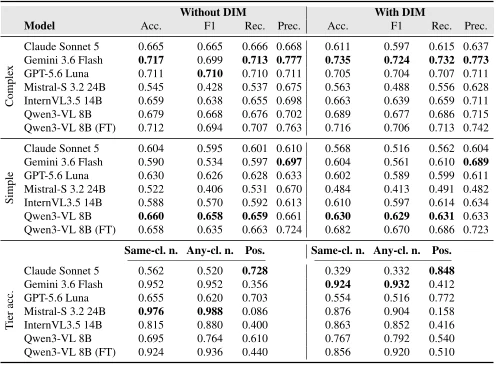 Without DIM With DIM
Model Acc. F1 Rec. Prec. Acc. F1 Rec. Prec.
Complex
Claude Sonnet 5 0.665 0.665 0.666 0.668 0.611 0.597 0.615 0.637
Gemini 3.6 Flash 0.717 0.699 0.713 0.777 0.735 0.724 0.732 0.773
GPT-5.6 Luna 0.711 0.710 0.710 0.711 0.705 0.704 0.707 0.711
Mistral-S 3.2 24B 0.545 0.428 0.537 0.675 0.563 0.488 0.556 0.628
InternVL3.5 14B 0.659 0.638 0.655 0.698 0.663 0.639 0.659 0.711
Qwen3-VL 8B 0.679 0.668 0.676 0.702 0.689 0.677 0.686 0.715
Qwen3-VL 8B (FT) 0.712 0.694 0.707 0.763 0.716 0.706 0.713 0.742
Simple
Claude Sonnet 5 0.604 0.595 0.601 0.610 0.568 0.516 0.562 0.604
Gemini 3.6 Flash 0.590 0.534 0.597 0.697 0.604 0.561 0.610 0.689
GPT-5.6 Luna 0.630 0.626 0.628 0.633 0.602 0.589 0.599 0.611
Mistral-S 3.2 24B 0.522 0.406 0.531 0.670 0.484 0.413 0.491 0.482
InternVL3.5 14B 0.588 0.570 0.592 0.613 0.610 0.597 0.614 0.634
Qwen3-VL 8B 0.660 0.658 0.659 0.661 0.630 0.629 0.631 0.633
Qwen3-VL 8B (FT) 0.658 0.635 0.663 0.724 0.682 0.670 0.686 0.723
Same-cl. n. Any-cl. n. Pos. Same-cl. n. Any-cl. n. Pos.
Tier acc.
Claude Sonnet 5 0.562 0.520 0.728 0.329 0.332 0.848
Gemini 3.6 Flash 0.952 0.952 0.356 0.924 0.932 0.412
GPT-5.6 Luna 0.655 0.620 0.703 0.554 0.516 0.772
Mistral-S 3.2 24B 0.976 0.988 0.086 0.876 0.904 0.158
InternVL3.5 14B 0.815 0.880 0.400 0.863 0.852 0.416
Qwen3-VL 8B 0.695 0.764 0.610 0.767 0.792 0.540
Qwen3-VL 8B (FT) 0.924 0.936 0.440 0.856 0.920 0.510